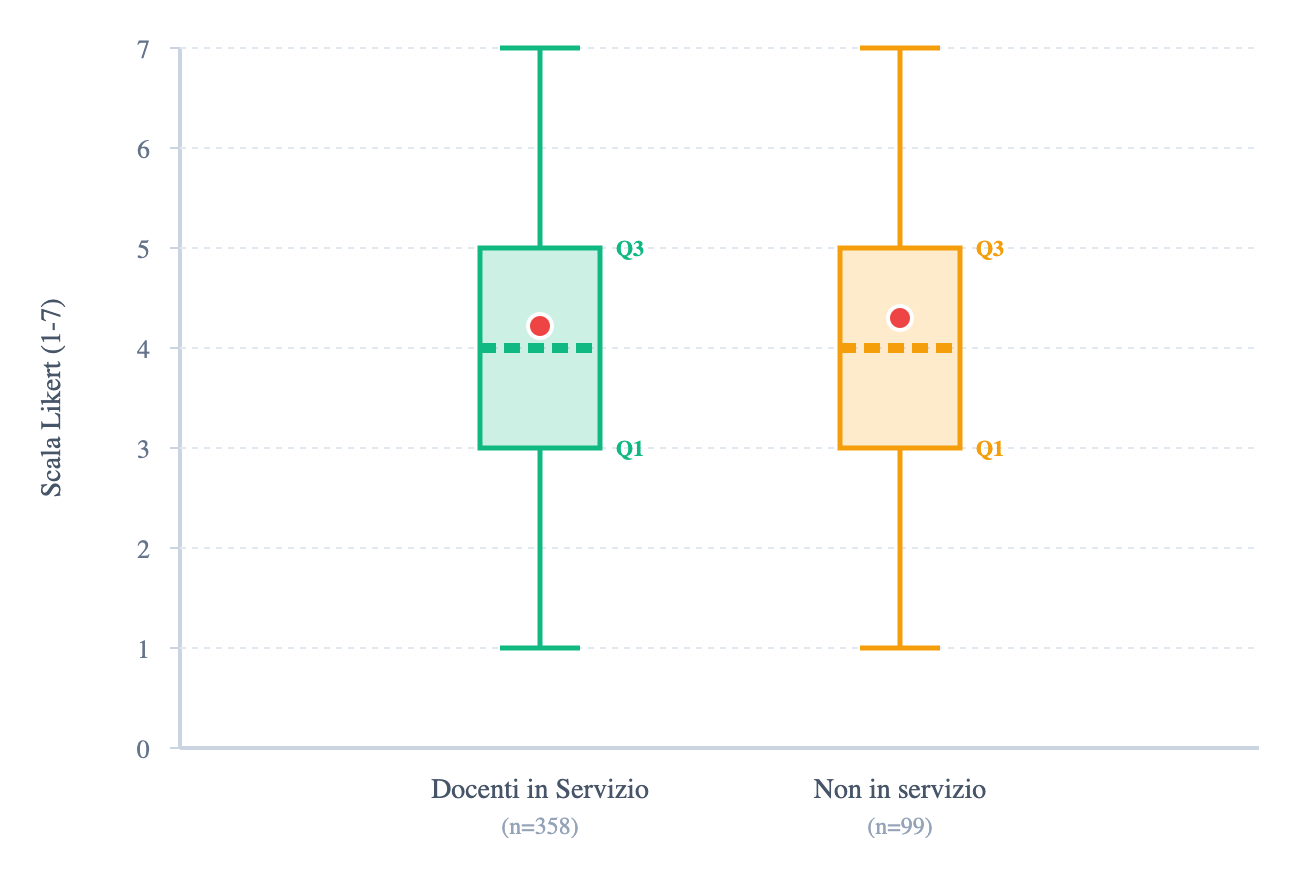 7
6
5
4
3
2
1
0
Scala Likert (1-7)
Q3
Q1
Q3
Q1
Docenti in Servizio
(n=358)
Non in servizio
(n=99)